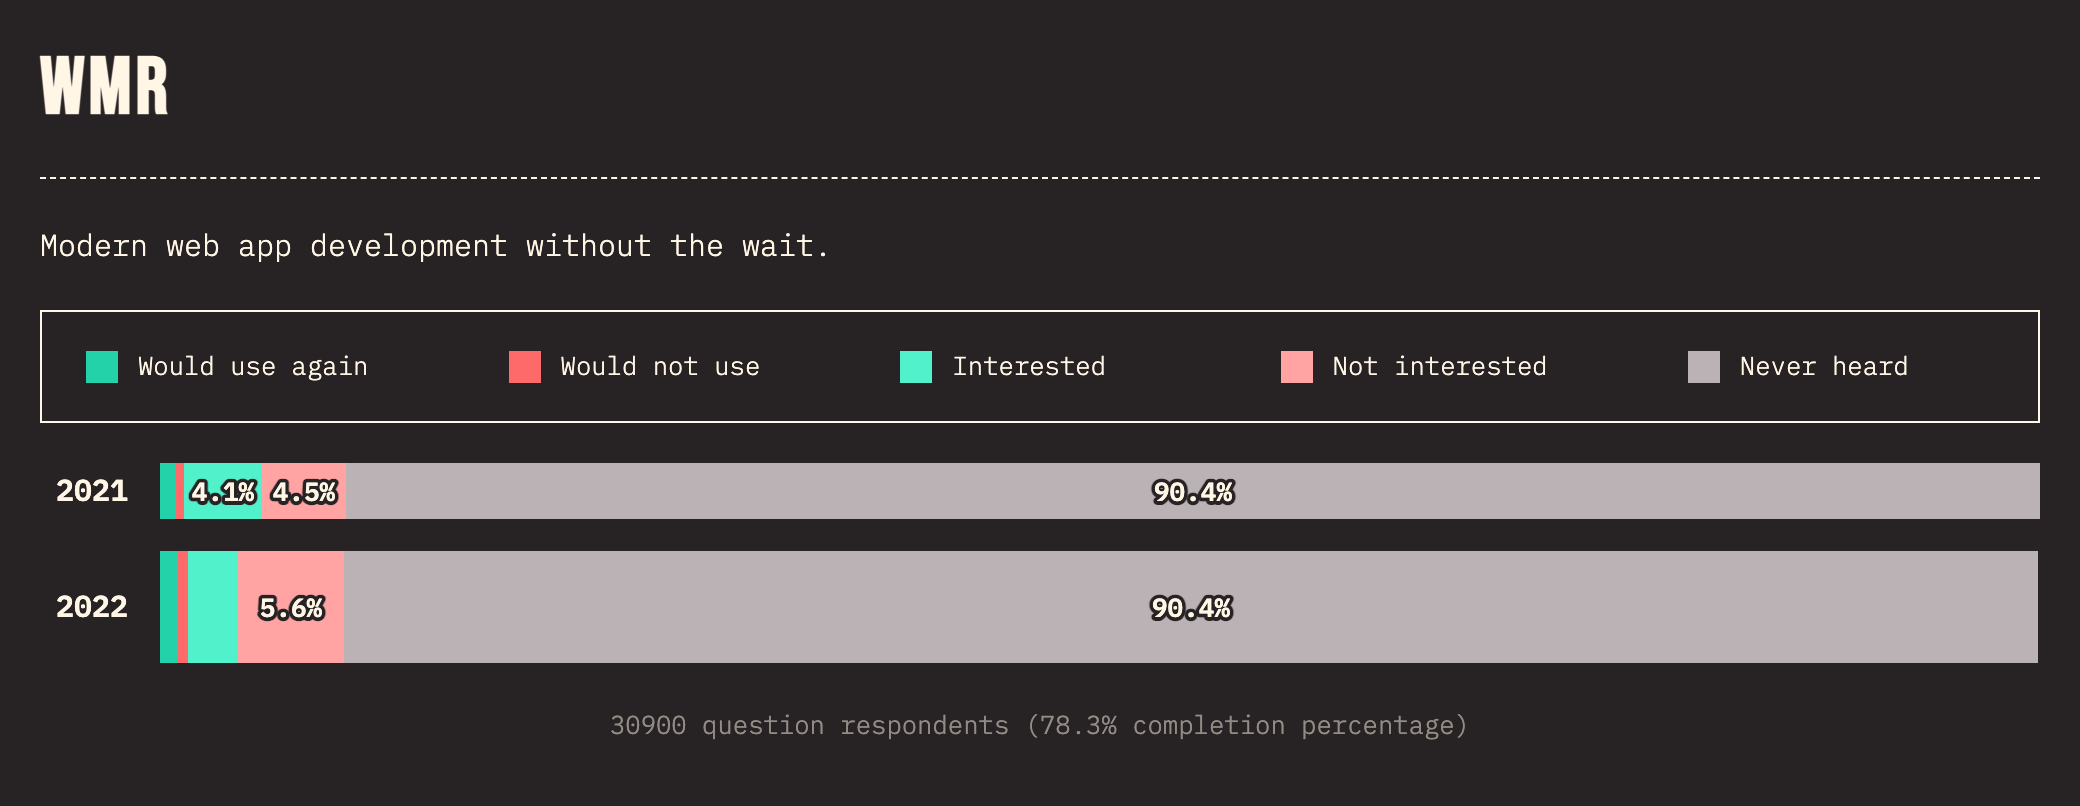 WMR
Modern web app development without the wait.
Would use again Would not use Interested Not interested Never heard
2021 4.1% 4.5% 90.4%
2022 5.6% 90.4%
30900 question respondents (78.3% completion percentage)